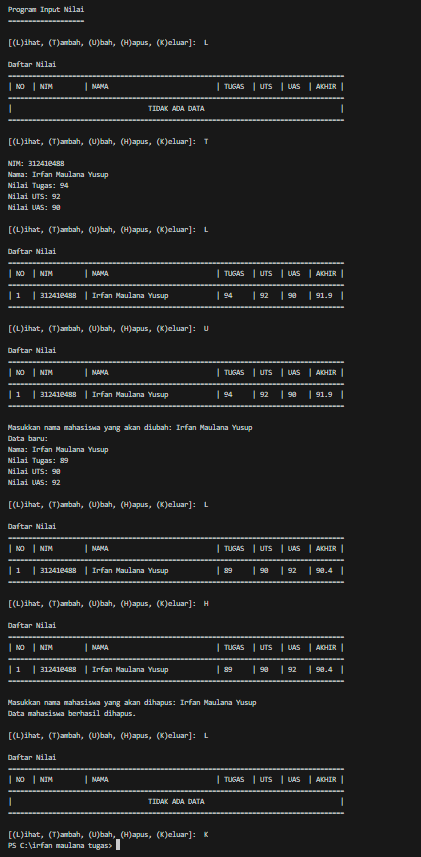 Program Input Nilai
===================
[(L)ihat, (T)ambah, (U)bah, (H)apus, (K)eluar]: L
Daftar Nilai
====================================================================================
| NO | NIM | NAMA | TUGAS | UTS | UAS | AKHIR |
====================================================================================
| TIDAK ADA DATA |
====================================================================================
[(L)ihat, (T)ambah, (U)bah, (H)apus, (K)eluar]: T
NIM: 312410488
Nama: Irfan Maulana Yusup
Nilai Tugas: 94
Nilai UTS: 92
Nilai UAS: 90
[(L)ihat, (T)ambah, (U)bah, (H)apus, (K)eluar]: L
Daftar Nilai
====================================================================================
| NO | NIM | NAMA | TUGAS | UTS | UAS | AKHIR |
====================================================================================
| 1 | 312410488 | Irfan Maulana Yusup | 94 | 92 | 90 | 91.9 |
====================================================================================
[(L)ihat, (T)ambah, (U)bah, (H)apus, (K)eluar]: U
Daftar Nilai
====================================================================================
| NO | NIM | NAMA | TUGAS | UTS | UAS | AKHIR |
====================================================================================
| 1 | 312410488 | Irfan Maulana Yusup | 94 | 92 | 90 | 91.9 |
====================================================================================
Masukkan nama mahasiswa yang akan diubah: Irfan Maulana Yusup
Data baru:
Nama: Irfan Maulana Yusup
Nilai Tugas: 89
Nilai UTS: 90
Nilai UAS: 92
[(L)ihat, (T)ambah, (U)bah, (H)apus, (K)eluar]: L
Daftar Nilai
====================================================================================
| NO | NIM | NAMA | TUGAS | UTS | UAS | AKHIR |
====================================================================================
| 1 | 312410488 | Irfan Maulana Yusup | 89 | 90 | 92 | 90.4 |
====================================================================================
[(L)ihat, (T)ambah, (U)bah, (H)apus, (K)eluar]: H
Daftar Nilai
====================================================================================
| NO | NIM | NAMA | TUGAS | UTS | UAS | AKHIR |
====================================================================================
| 1 | 312410488 | Irfan Maulana Yusup | 89 | 90 | 92 | 90.4 |
====================================================================================
Masukkan nama mahasiswa yang akan dihapus: Irfan Maulana Yusup
Data mahasiswa berhasil dihapus.
[(L)ihat, (T)ambah, (U)bah, (H)apus, (K)eluar]: L
Daftar Nilai
====================================================================================
| NO | NIM | NAMA | TUGAS | UTS | UAS | AKHIR |
====================================================================================
| TIDAK ADA DATA |
====================================================================================
[(L)ihat, (T)ambah, (U)bah, (H)apus, (K)eluar]: K
PS C:\irfan maulana tugas>